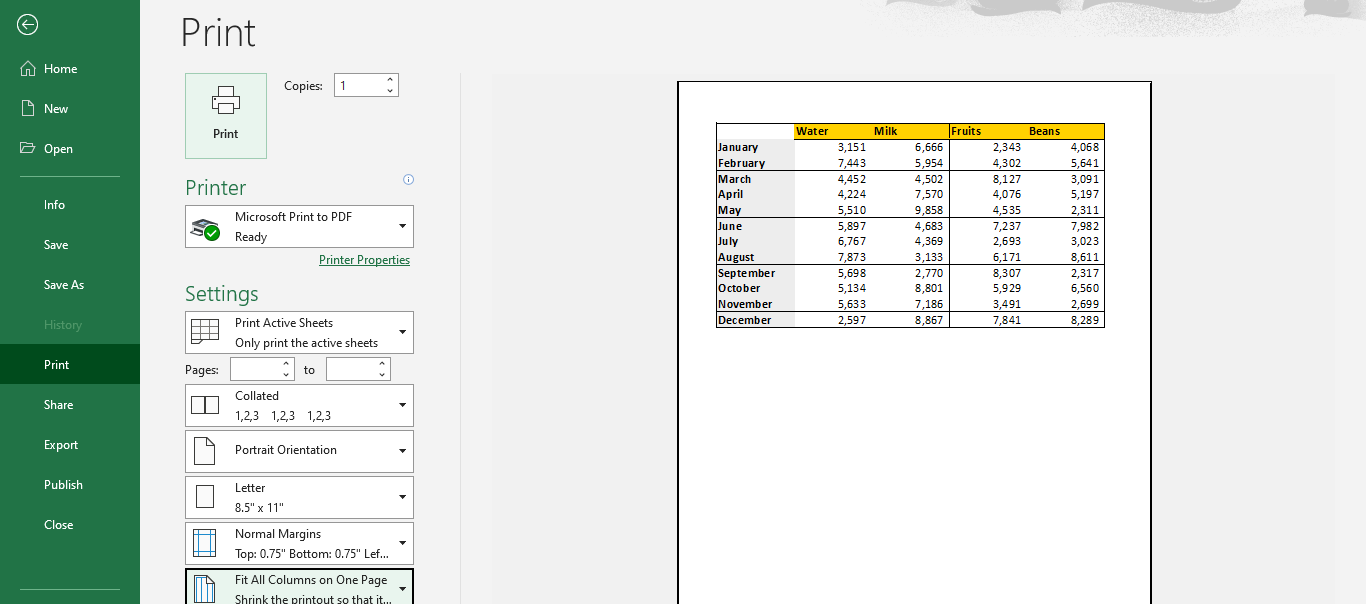 Print
Home
New
Open
Info
Save
Save As
History
Print
Share
Export
Publish
Close
Print
Copies: 1
Printer
Microsoft Print to PDF
Ready
Printer Properties
Settings
Print Active Sheets
Only print the active sheets
Pages: to
Collated
1,2,3 1,2,3 1,2,3
Portrait Orientation
Letter
8.5" x 11"
Normal Margins
Top: 0.75" Bottom: 0.75" Lef...
Fit All Columns on One Page
Shrink the printout so that it...
Water Milk Fruits Beans
January 3,151 6,666 2,343 4,068
February 7,443 5,954 4,302 5,641
March 4,452 4,502 8,127 3,091
April 4,224 7,570 4,076 5,197
May 5,510 9,858 4,535 2,311
June 5,897 4,683 7,237 7,982
July 6,767 4,369 2,693 3,023
August 7,873 3,133 6,171 8,611
September 5,698 2,770 8,307 2,317
October 5,134 8,801 5,929 6,560
November 5,633 7,186 3,491 2,699
December 2,597 8,867 7,841 8,289